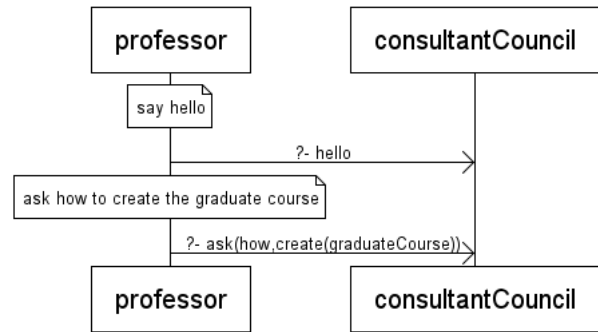 professor
consultantCouncil
say hello
?- hello
ask how to create the graduate course
?- ask(how,create(graduateCourse))
professor
consultantCouncil